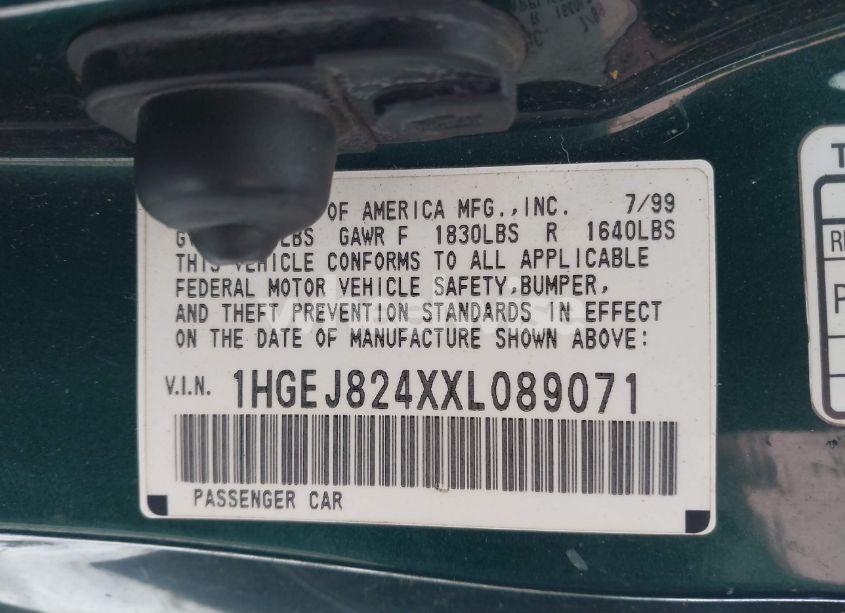 OF AMERICA MFG.,INC. 7/99
LBS GAWR F 1830LBS R 1640LBS
THIS VEHICLE CONFORMS TO ALL APPLICABLE
FEDERAL MOTOR VEHICLE SAFETY,BUMPER,
AND THEFT PREVENTION STANDARDS IN EFFECT
ON THE DATE OF MANUFACTURE SHOWN ABOVE:
V.I.N. 1HGEJ824XXL089071
PASSENGER CAR